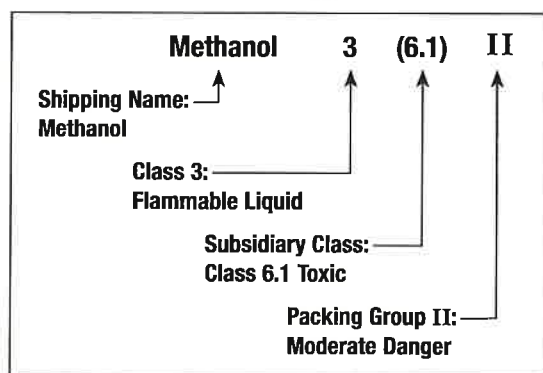 Methanol 3 (6.1) II
Shipping Name:
Methanol
Class 3:
Flammable Liquid
Subsidiary Class:
Class 6.1 Toxic
Packing Group II:
Moderate Danger